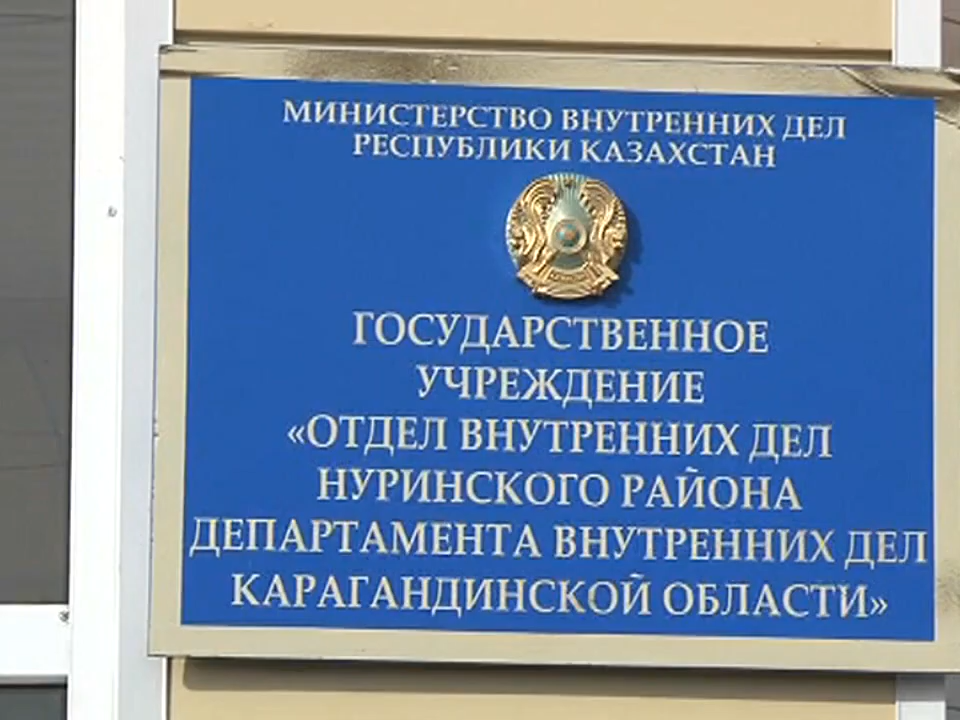 МИНИСТЕРСТВО ВНУТРЕННИХ ДЕЛ
РЕСПУБЛИКИ КАЗАХСТАН
ГОСУДАРСТВЕННОЕ
УЧРЕЖДЕНИЕ
«ОТДЕЛ ВНУТРЕННИХ ДЕЛ
НУРИНСКОГО РАЙОНА
ДЕПАРТАМЕНТА ВНУТРЕННИХ ДЕЛ
КАРАГАНДИНСКОЙ ОБЛАСТИ»